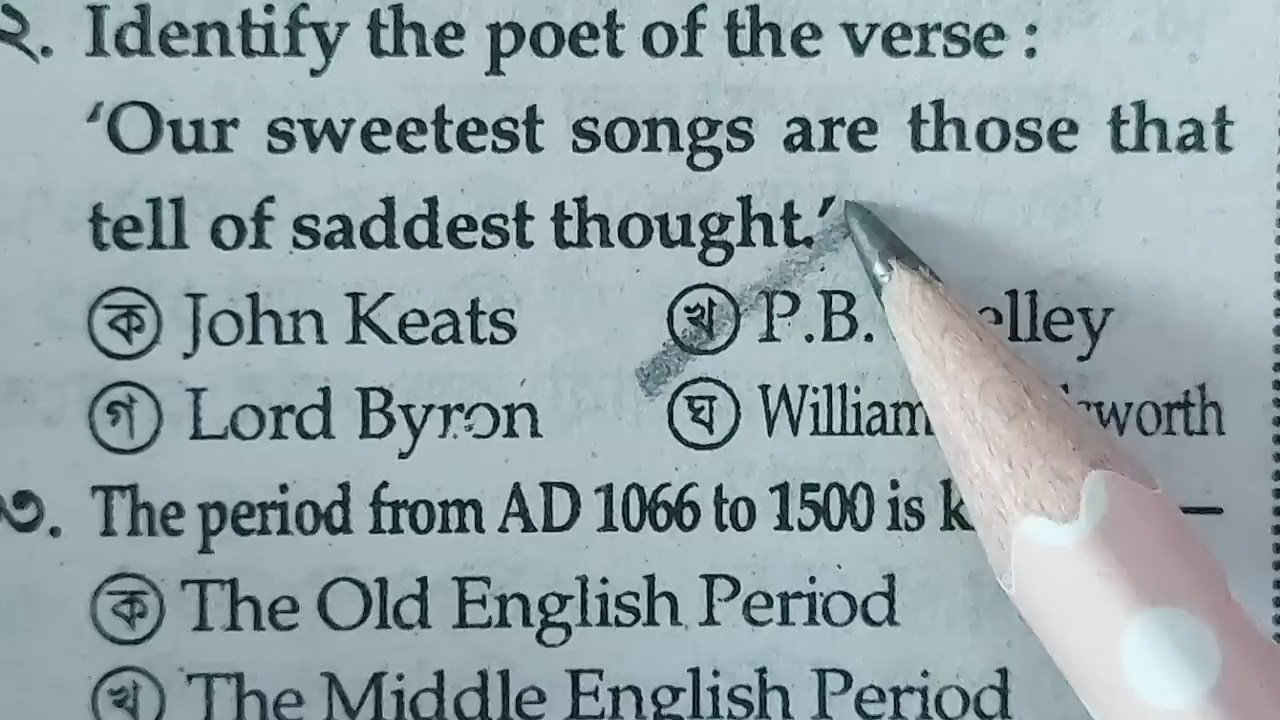 ২. Identify the poet of the verse :
‘Our sweetest songs are those that
tell of saddest thought.’
ক John Keats খ P.B.
গ Lord Byron ঘ William
৩. The period from AD 1066 to 1500 is —
ক The Old English Period
খ The Middle English Period